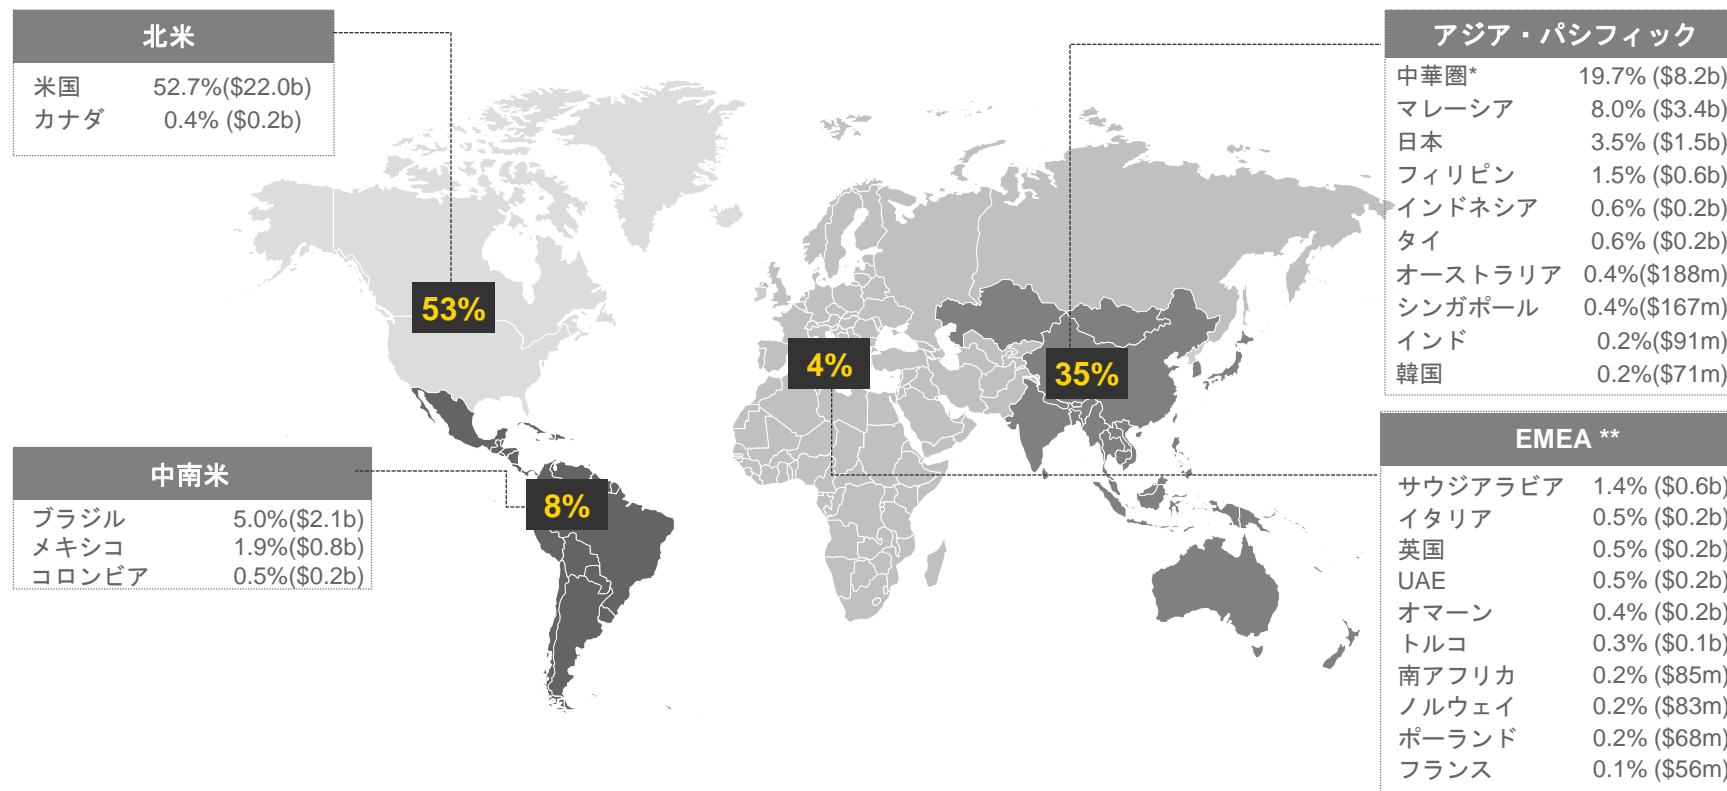 北米
米国 52.7%($22.0b)
カナダ 0.4% ($0.2b)
53%
中南米
ブラジル 5.0%($2.1b)
メキシコ 1.9%($0.8b)
コロンビア 0.5%($0.2b)
8%
4%
35%
アジア・パシフィック
中華圏* 19.7% ($8.2b)
マレーシア 8.0% ($3.4b)
日本 3.5% ($1.5b)
フィリピン 1.5% ($0.6b)
インドネシア 0.6% ($0.2b)
タイ 0.6% ($0.2b)
オーストラリア 0.4%($188m)
シンガポール 0.4%($167m)
インド 0.2%($91m)
韓国 0.2%($71m)
EMEA **
サウジアラビア 1.4% ($0.6b)
イタリア 0.5% ($0.2b)
英国 0.5% ($0.2b)
UAE 0.5% ($0.2b)
オマーン 0.4% ($0.2b)
トルコ 0.3% ($0.1b)
南アフリカ 0.2% ($85m)
ノルウェイ 0.2% ($83m)
ポーランド 0.2% ($68m)
フランス 0.1% ($56m)